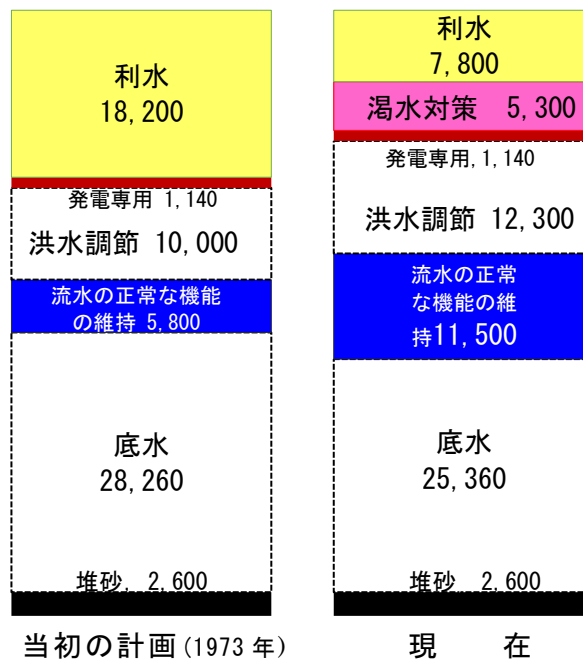 利水
18,200
発電専用 1,140
洪水調節 10,000
流水の正常な機能
の維持 5,800
底水
28,260
堆砂, 2,600
当初の計画(1973 年)
利水
7,800
渇水対策 5,300
発電専用, 1,140
洪水調節 12,300
流水の正常
な機能の維
持11,500
底水
25,360
堆砂 2,600
現 在